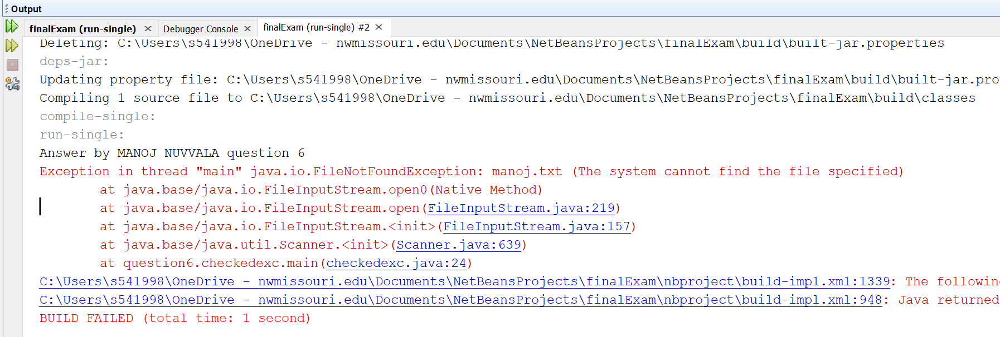 Output
finalExam (run-single) × Debugger Console × finalExam (run-single) #2 ×
Deleting: C:\Users\s541998\OneDrive - nwmissouri.edu\Documents\NetBeansProjects\finalExam\build\built-jar.properties
deps-jar:
Updating property file: C:\Users\s541998\OneDrive - nwmissouri.edu\Documents\NetBeansProjects\finalExam\build\built-jar.pro
Compiling 1 source file to C:\Users\s541998\OneDrive - nwmissouri.edu\Documents\NetBeansProjects\finalExam\build\classes
compile-single:
run-single:
Answer by MANOJ NUVVALA question 6
Exception in thread "main" java.io.FileNotFoundException: manoj.txt (The system cannot find the file specified)
at java.base/java.io.FileInputStream.open0(Native Method)
at java.base/java.io.FileInputStream.open(FileInputStream.java:219)
at java.base/java.io.FileInputStream.<init>(FileInputStream.java:157)
at java.base/java.util.Scanner.<init>(Scanner.java:639)
at question6.checkedexc.main(checkedexc.java:24)
C:\Users\s541998\OneDrive - nwmissouri.edu\Documents\NetBeansProjects\finalExam\nbproject\build-impl.xml:1339: The followin
C:\Users\s541998\OneDrive - nwmissouri.edu\Documents\NetBeansProjects\finalExam\nbproject\build-impl.xml:948: Java returned
BUILD FAILED (total time: 1 second)